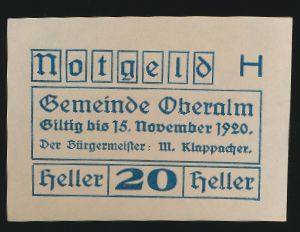 Notgeld H
Gemeinde Oberalm
Giltig bis 15. November 1920.
Der Bürgermeister: M. Klappacher.
Heller 20 Heller